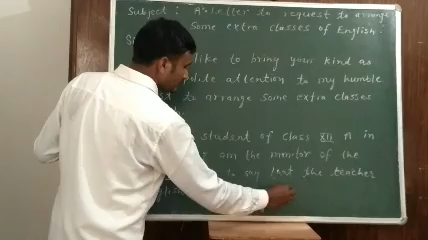 Subject : A letter to request to arrange
Some extra classes of English.
S
like to bring your kind as
attention to my humble
to arrange some extra classes
student of class XII A in
am the monitor of the
to say that the teacher